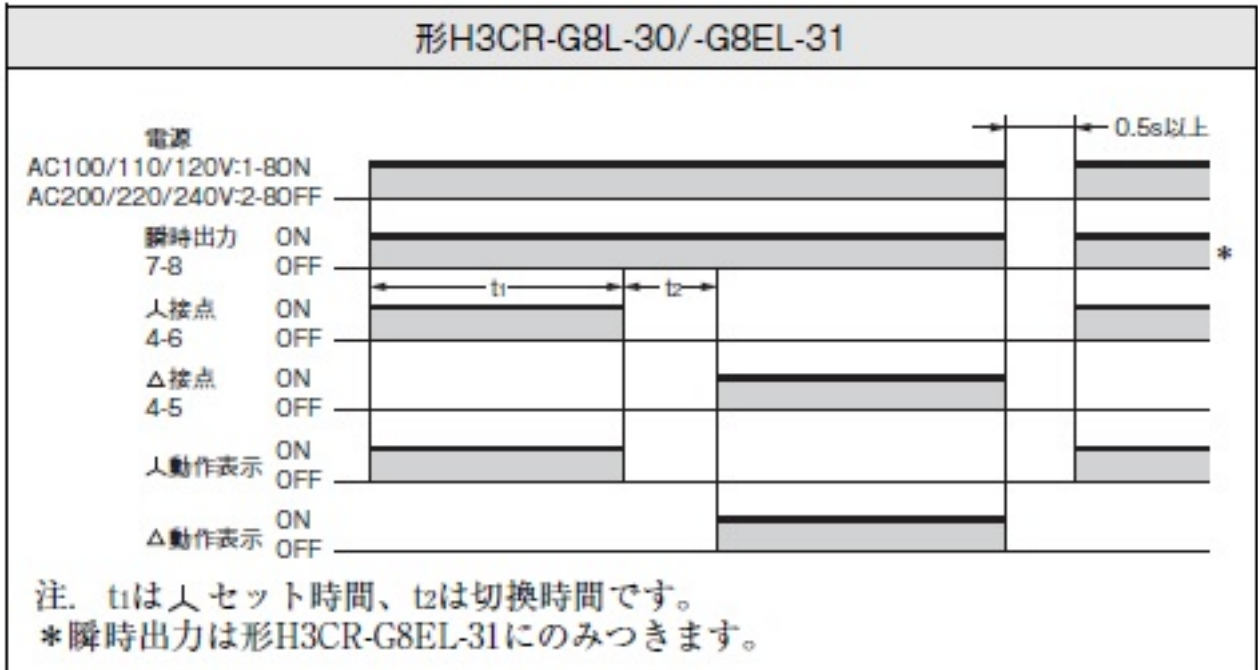 形H3CR-G8L-30/-G8EL-31
0.5s以上
電源
AC100/110/120V:1-8ON
AC200/220/240V:2-8OFF
瞬時出力 ON
7-8 OFF
*
t1 t2
人接点 ON
4-6 OFF
△接点 ON
4-5 OFF
人動作表示 ON
OFF
△動作表示 ON
OFF
注. t1は人セット時間、t2は切換時間です。
*瞬時出力は形H3CR-G8EL-31にのみつきます。